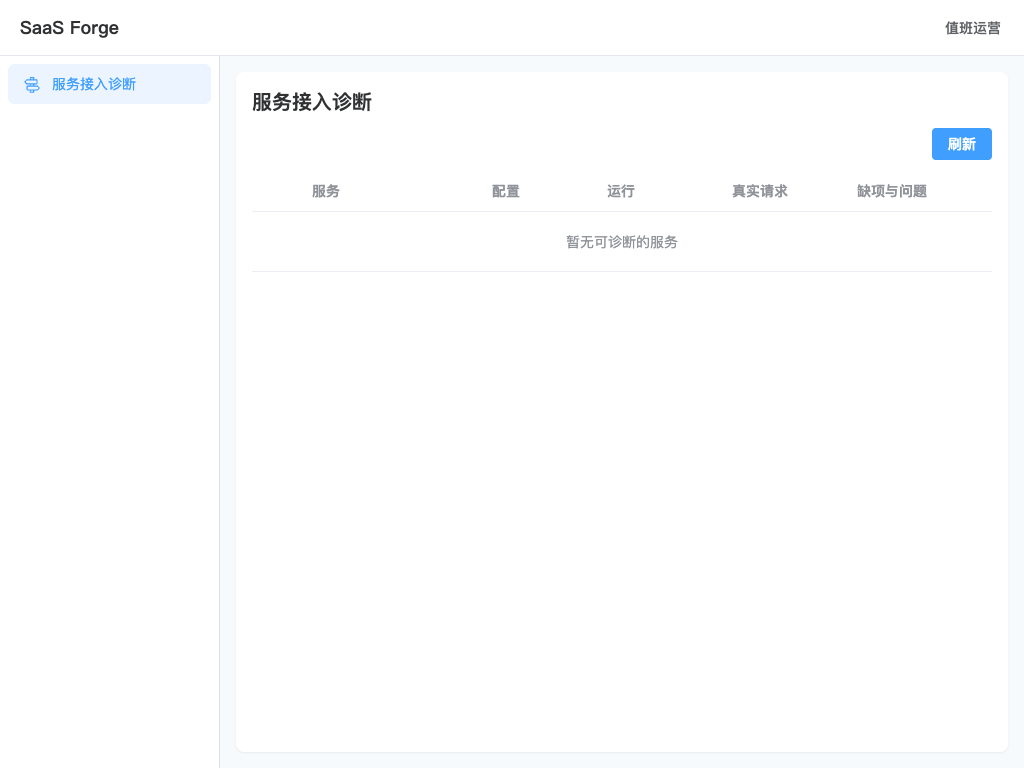 SaaS Forge
值班运营
服务接入诊断
服务接入诊断
刷新
服务 配置 运行 真实请求 缺项与问题
暂无可诊断的服务